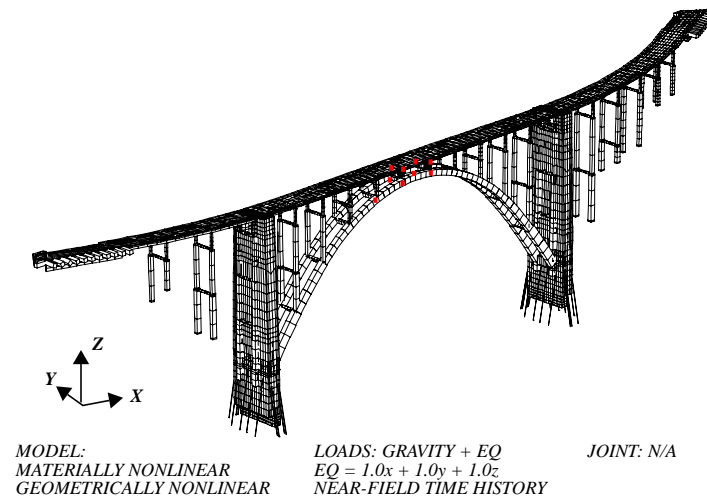 Z
Y
X
MODEL:
MATERIALLY NONLINEAR
GEOMETRICALLY NONLINEAR
LOADS: GRAVITY + EQ
EQ = 1.0x + 1.0y + 1.0z
NEAR-FIELD TIME HISTORY
JOINT: N/A